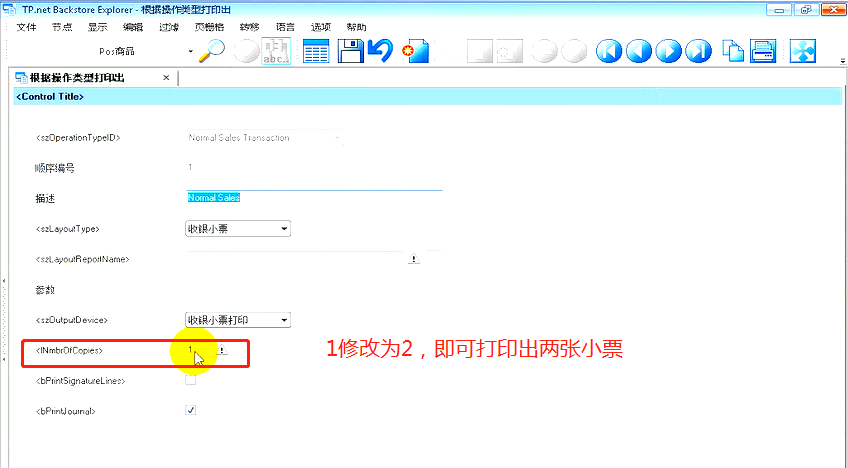 TP.net Backstore Explorer - 根据操作类型打印出
文件 节点 显示 编辑 过滤 页栅格 转移 语言 选项 帮助
Pos商品
abc..
根据操作类型打印出
<Control Title>
<szOperationTypeID> Normal Sales Transaction
顺序编号 1
描述 Normal Sales
<szLayoutType> 收银小票
<szLayoutReportName>
参数
<szOutputDevice> 收银小票打印
<lNmbrOfCopies> 1
1修改为2，即可打印出两张小票
<bPrintSignatureLines>
<bPrintJournal>